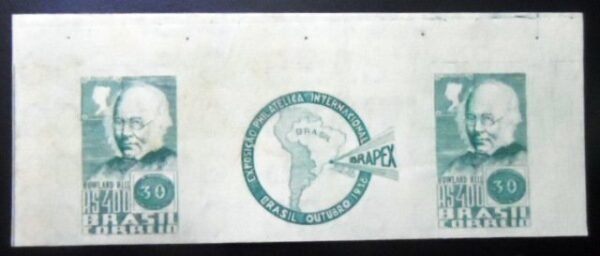 ROWLAND HILL
RS400
30
BRASIL
CORREIO
EXPOSIÇÃO PHILATELICA INTERNACIONAL
BRASIL
BRAPEX
BRASIL OUTUBRO 1938
ROWLAND HILL
RS400
30
BRASIL
CORREIO